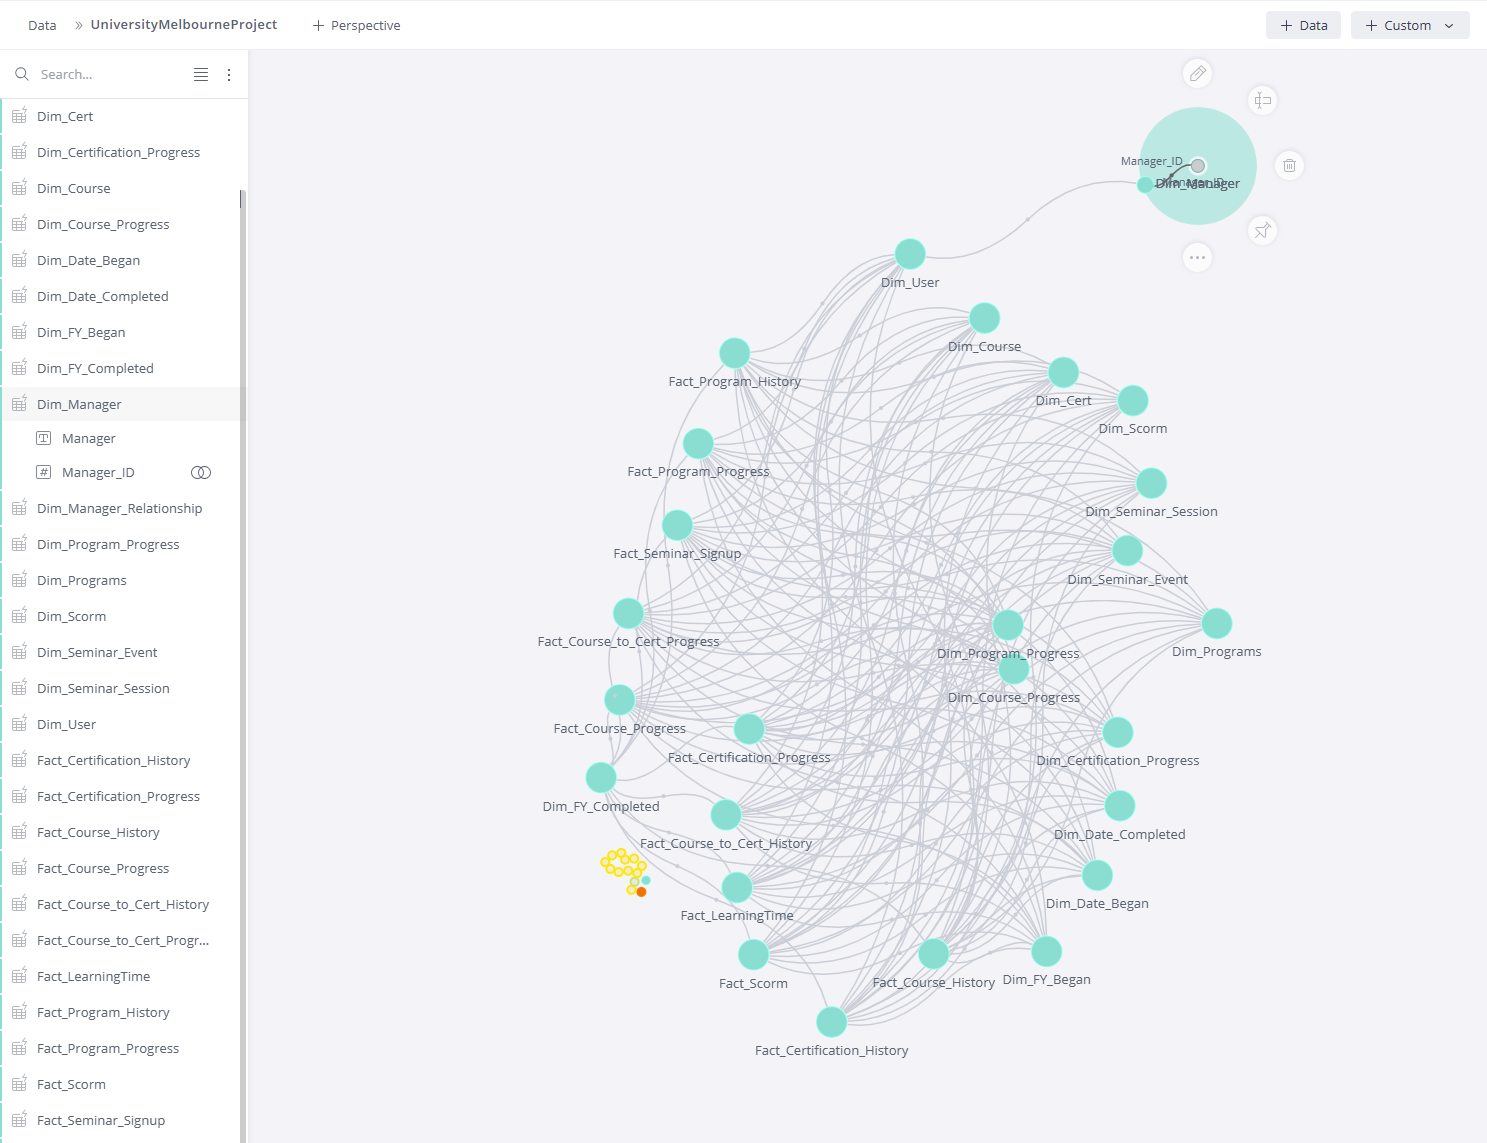 Data » UniversityMelbourneProject + Perspective + Data + Custom
Search...
Dim_Cert
Dim_Certification_Progress
Dim_Course
Dim_Course_Progress
Dim_Date_Began
Dim_Date_Completed
Dim_FY_Began
Dim_FY_Completed
Dim_Manager
Manager
Manager_ID
Dim_Manager_Relationship
Dim_Program_Progress
Dim_Programs
Dim_Scorm
Dim_Seminar_Event
Dim_Seminar_Session
Dim_User
Fact_Certification_History
Fact_Certification_Progress
Fact_Course_History
Fact_Course_Progress
Fact_Course_to_Cert_History
Fact_Course_to_Cert_Progr...
Fact_LearningTime
Fact_Program_History
Fact_Program_Progress
Fact_Scorm
Fact_Seminar_Signup
Manager_ID
Dim_Manager
Manager_ID
Dim_User
Dim_Course
Fact_Program_History
Dim_Cert
Dim_Scorm
Fact_Program_Progress
Dim_Seminar_Session
Fact_Seminar_Signup
Dim_Seminar_Event
Fact_Course_to_Cert_Progress
Dim_Program_Progress
Dim_Programs
Dim_Course_Progress
Fact_Course_Progress
Fact_Certification_Progress
Dim_Certification_Progress
Dim_FY_Completed
Dim_Date_Completed
Fact_Course_to_Cert_History
Dim_Date_Began
Fact_LearningTime
Fact_Scorm
Fact_Course_History
Dim_FY_Began
Fact_Certification_History